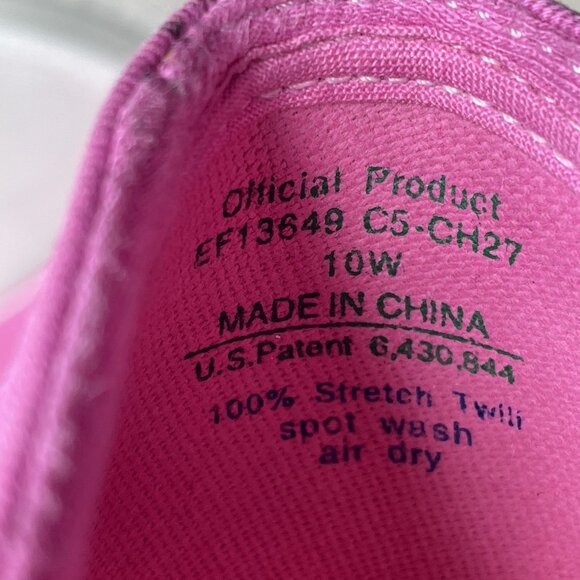 Official Product
EF13649 C5-CH27
10W
MADE IN CHINA
U.S.Patent 6,430,844
100% Stretch Twill
spot wash
air dry